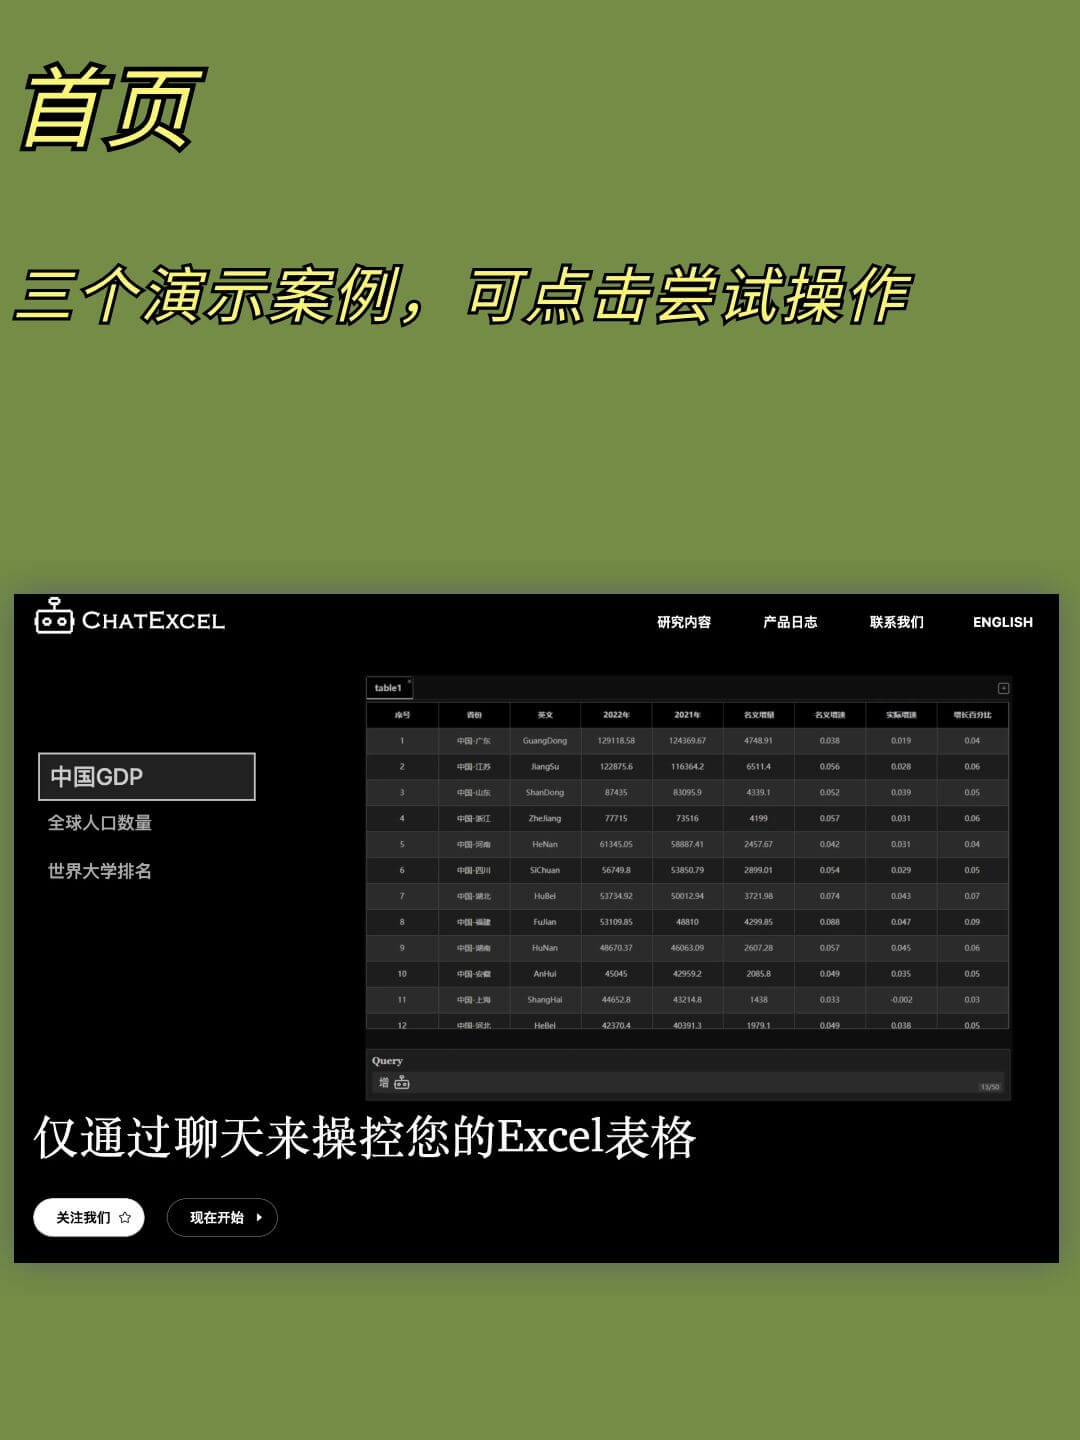 首页
三个演示案例，可点击尝试操作
CHATEXCEL
研究内容 产品日志 联系我们 ENGLISH
table1
序号 省份 英文 2022年 2021年 名义增量 名义增速 实际增速 增长百分比
1 中国-广东 GuangDong 129118.58 124369.67 4748.91 0.038 0.019 0.04
2 中国-江苏 JiangSu 122875.6 116364.2 6511.4 0.056 0.028 0.06
3 中国-山东 ShanDong 87435 83095.9 4339.1 0.052 0.039 0.05
4 中国-浙江 ZheJiang 77715 73516 4199 0.057 0.031 0.06
5 中国-河南 HeNan 61345.05 58887.41 2457.67 0.042 0.031 0.04
6 中国-四川 SiChuan 56749.8 53850.79 2899.01 0.054 0.029 0.05
7 中国-湖北 HuBei 53734.92 50012.94 3721.98 0.074 0.043 0.07
8 中国-福建 FuJian 53109.85 48810 4299.85 0.088 0.047 0.09
9 中国-湖南 HuNan 48670.37 46063.09 2607.28 0.057 0.045 0.06
10 中国-安徽 AnHui 45045 42959.2 2085.8 0.049 0.035 0.05
11 中国-上海 ShangHai 44652.8 43214.8 1438 0.033 -0.002 0.03
12 中国-河北 HeBei 42370.4 40391.3 1979.1 0.049 0.038 0.05
中国GDP
全球人口数量
世界大学排名
Query
增
13/50
仅通过聊天来操控您的Excel表格
关注我们 现在开始